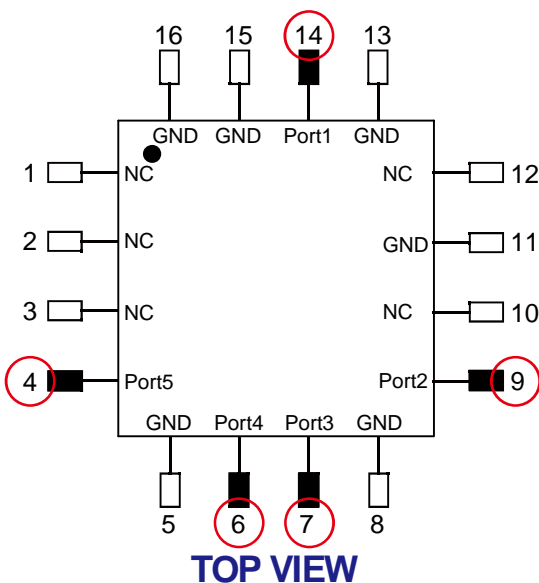 16 15 14 13
GND GND Port1 GND
1 NC NC 12
2 NC GND 11
3 NC NC 10
4 Port5 Port2 9
GND Port4 Port3 GND
5 6 7 8
TOP VIEW